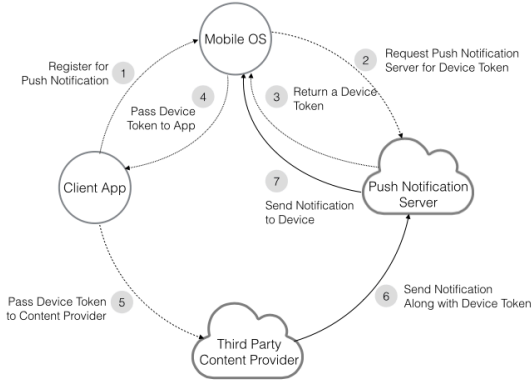 Mobile OS
1
Register for
Push Notification
2
Request Push Notification
Server for Device Token
3
Return a Device
Token
4
Pass Device
Token to App
Client App
7
Send Notification
to Device
Push Notification
Server
Pass Device Token
to Content Provider
5
6
Send Notification
Along with Device Token
Third Party
Content Provider